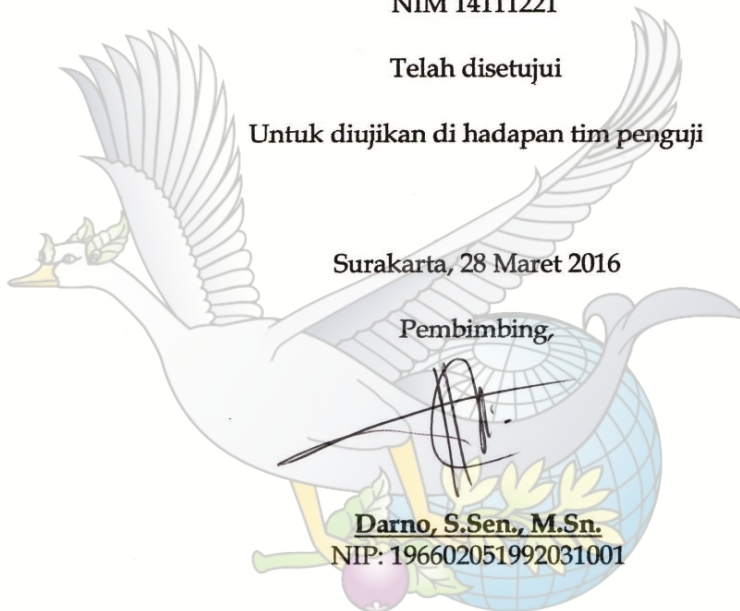 NIM 14111221
Telah disetujui
Untuk diujikan di hadapan tim penguji
Surakarta, 28 Maret 2016
Pembimbing,
Darno, S.Sen., M.Sn.
NIP: 196602051992031001